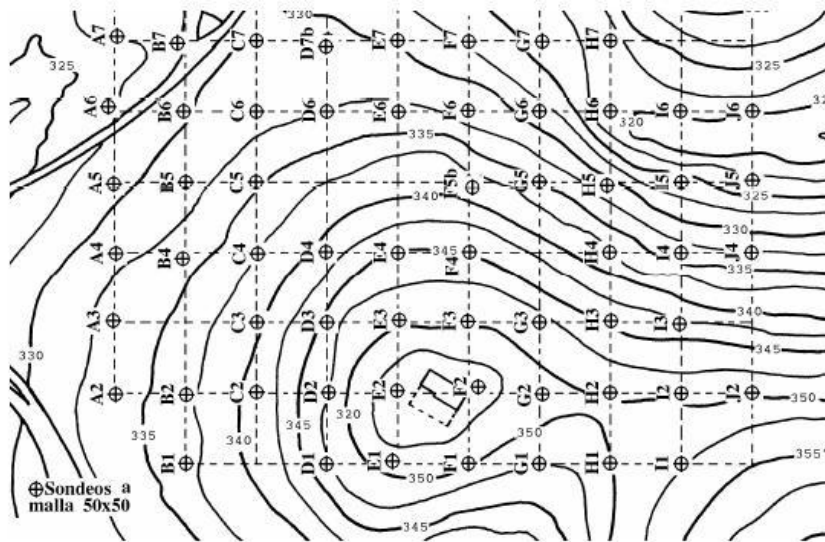 330
A7
B7
C7
D7b
E7
F7
G7
H7
325
325
A6
B6
C6
D6
E6
F6
G6
H6
I6
J6
320
335
A5
B5
C5
F5b
G5
H5
I5
J5
325
340
330
A4
B4
C4
D4
E4
345
F4
H4
I4
J4
335
A3
C3
D3
E3
F3
G3
H3
I3
340
345
330
A2
B2
C2
D2
320
E2
F2
G2
H2
I2
J2
350
335
340
345
350
355
B1
D1
E1
F1
G1
H1
I1
350
345
Sondeos a
malla 50x50